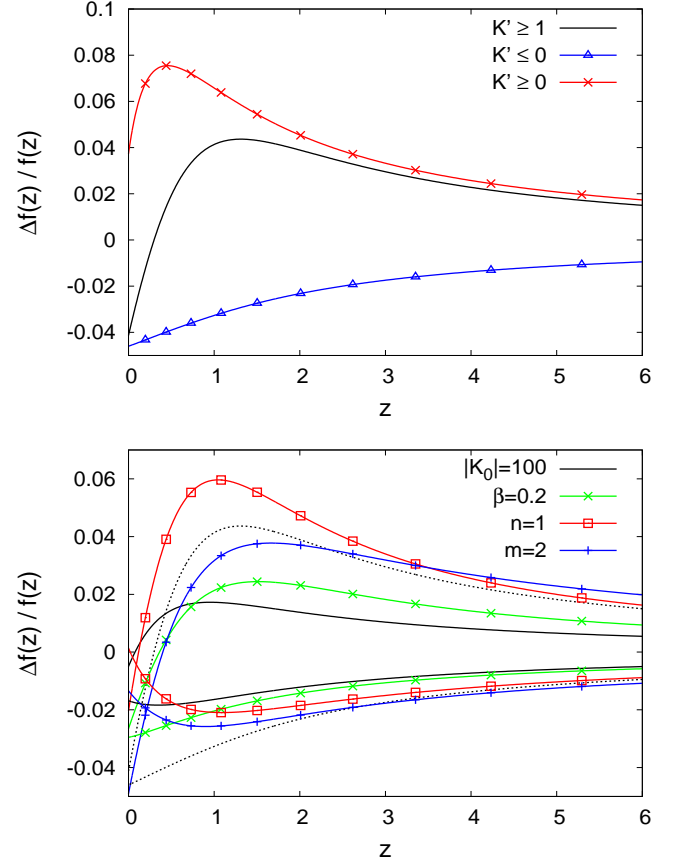 0.1
0.08
0.06
0.04
0.02
0
-0.02
-0.04
Δf(z) / f(z)
K' ≥ 1
K' ≤ 0
K' ≥ 0
0 1 2 3 4 5 6
z
0.06
0.04
0.02
0
-0.02
-0.04
Δf(z) / f(z)
|K₀|=100
β=0.2
n=1
m=2
0 1 2 3 4 5 6
z